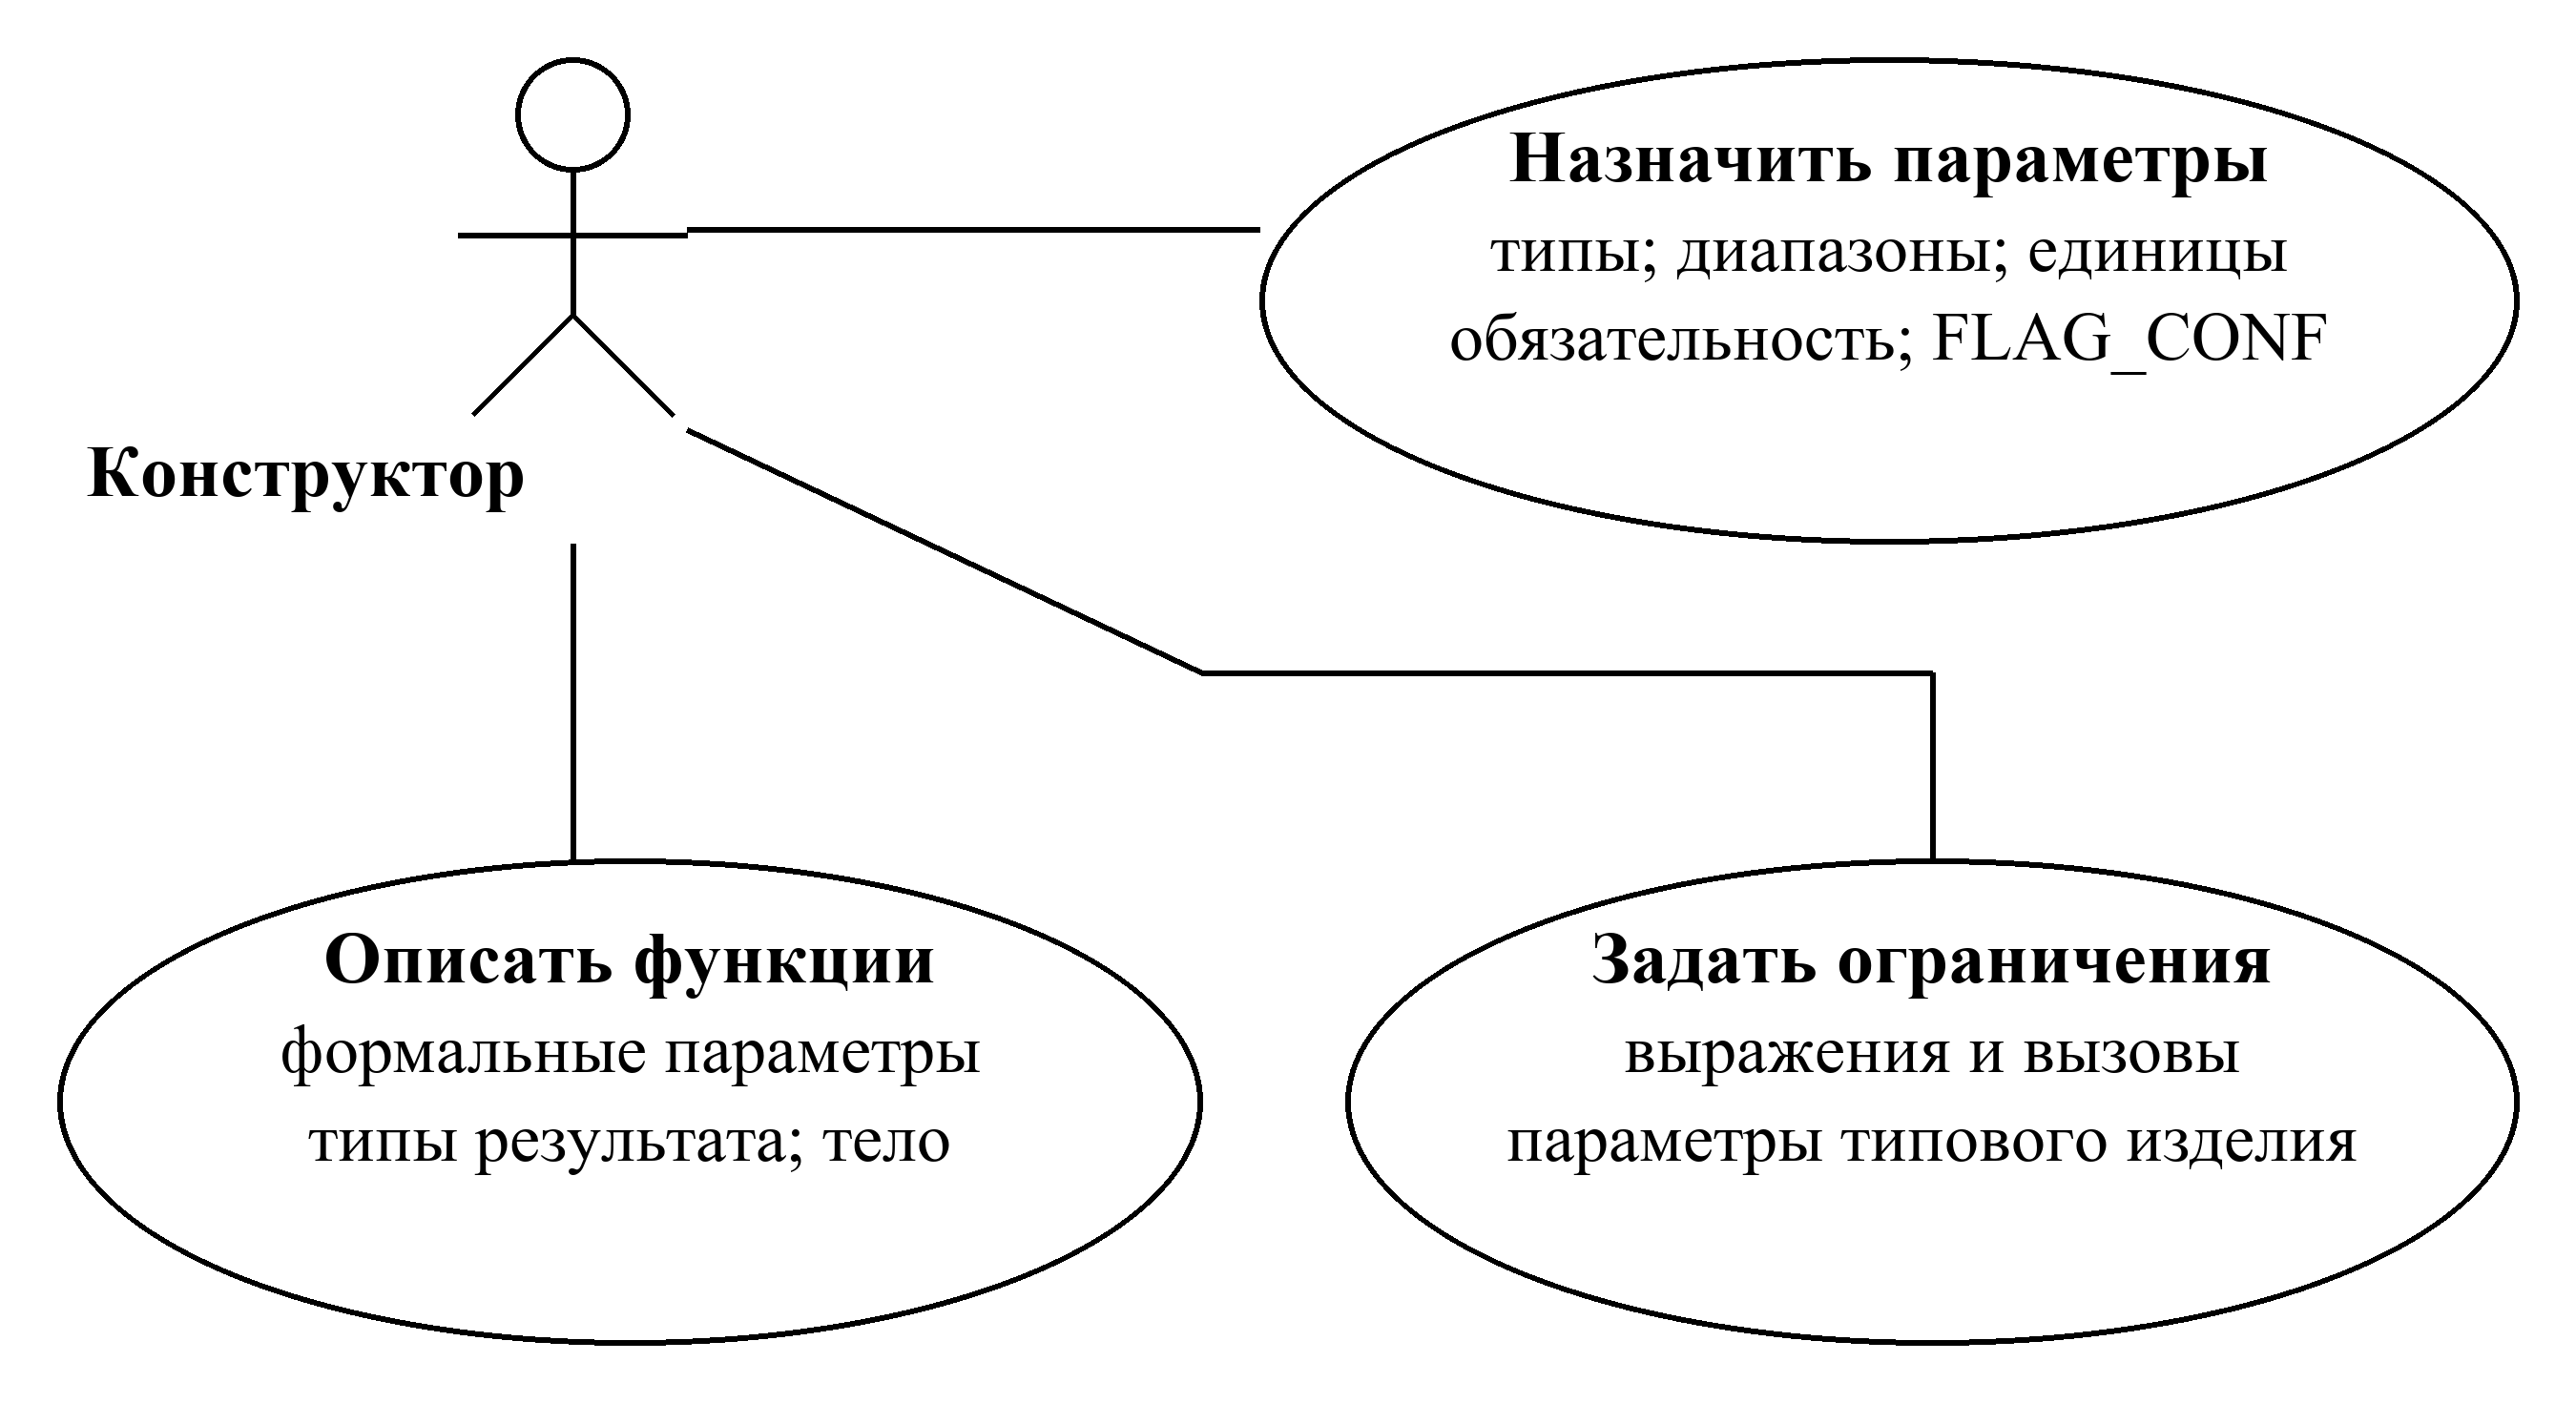 Назначить параметры
типы; диапазоны; единицы
обязательность; FLAG_CONF
Конструктор
Описать функции
формальные параметры
типы результата; тело
Задать ограничения
выражения и вызовы
параметры типового изделия